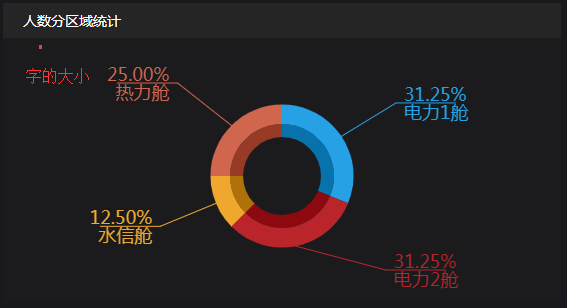 人数分区域统计
字的大小
25.00%
热力舱
31.25%
电力1舱
12.50%
水信舱
31.25%
电力2舱